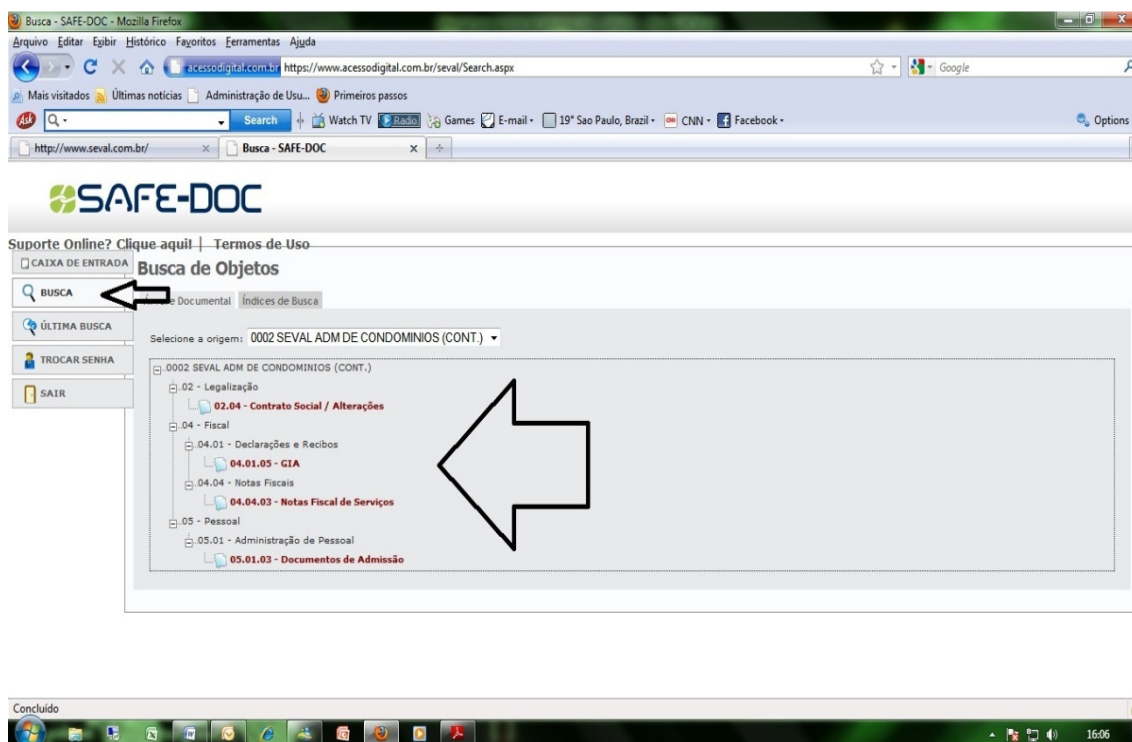 Busca - SAFE-DOC - Mozilla Firefox
Arquivo Editar Exibir Histórico Favoritos Ferramentas Ajuda
acessodigital.com.br https://www.acessodigital.com.br/seval/Search.aspx Google
Mais visitados Últimas notícias Administração de Usu... Primeiros passos
Ask Search Watch TV Radio Games E-mail 19° Sao Paulo, Brazil CNN Facebook Options
http://www.seval.com.br/ Busca - SAFE-DOC
SAFE-DOC
Suporte Online? Clique aqui! | Termos de Uso
CAIXA DE ENTRADA
Busca de Objetos
BUSCA
Documental Índices de Busca
ÚLTIMA BUSCA
Selecione a origem: 0002 SEVAL ADM DE CONDOMINIOS (CONT.)
TROCAR SENHA
0002 SEVAL ADM DE CONDOMINIOS (CONT.)
02 - Legalização
SAIR
02.04 - Contrato Social / Alterações
04 - Fiscal
04.01 - Declarações e Recibos
04.01.05 - GIA
04.04 - Notas Fiscais
04.04.03 - Notas Fiscal de Serviços
05 - Pessoal
05.01 - Administração de Pessoal
05.01.03 - Documentos de Admissão
Concluído
16:06